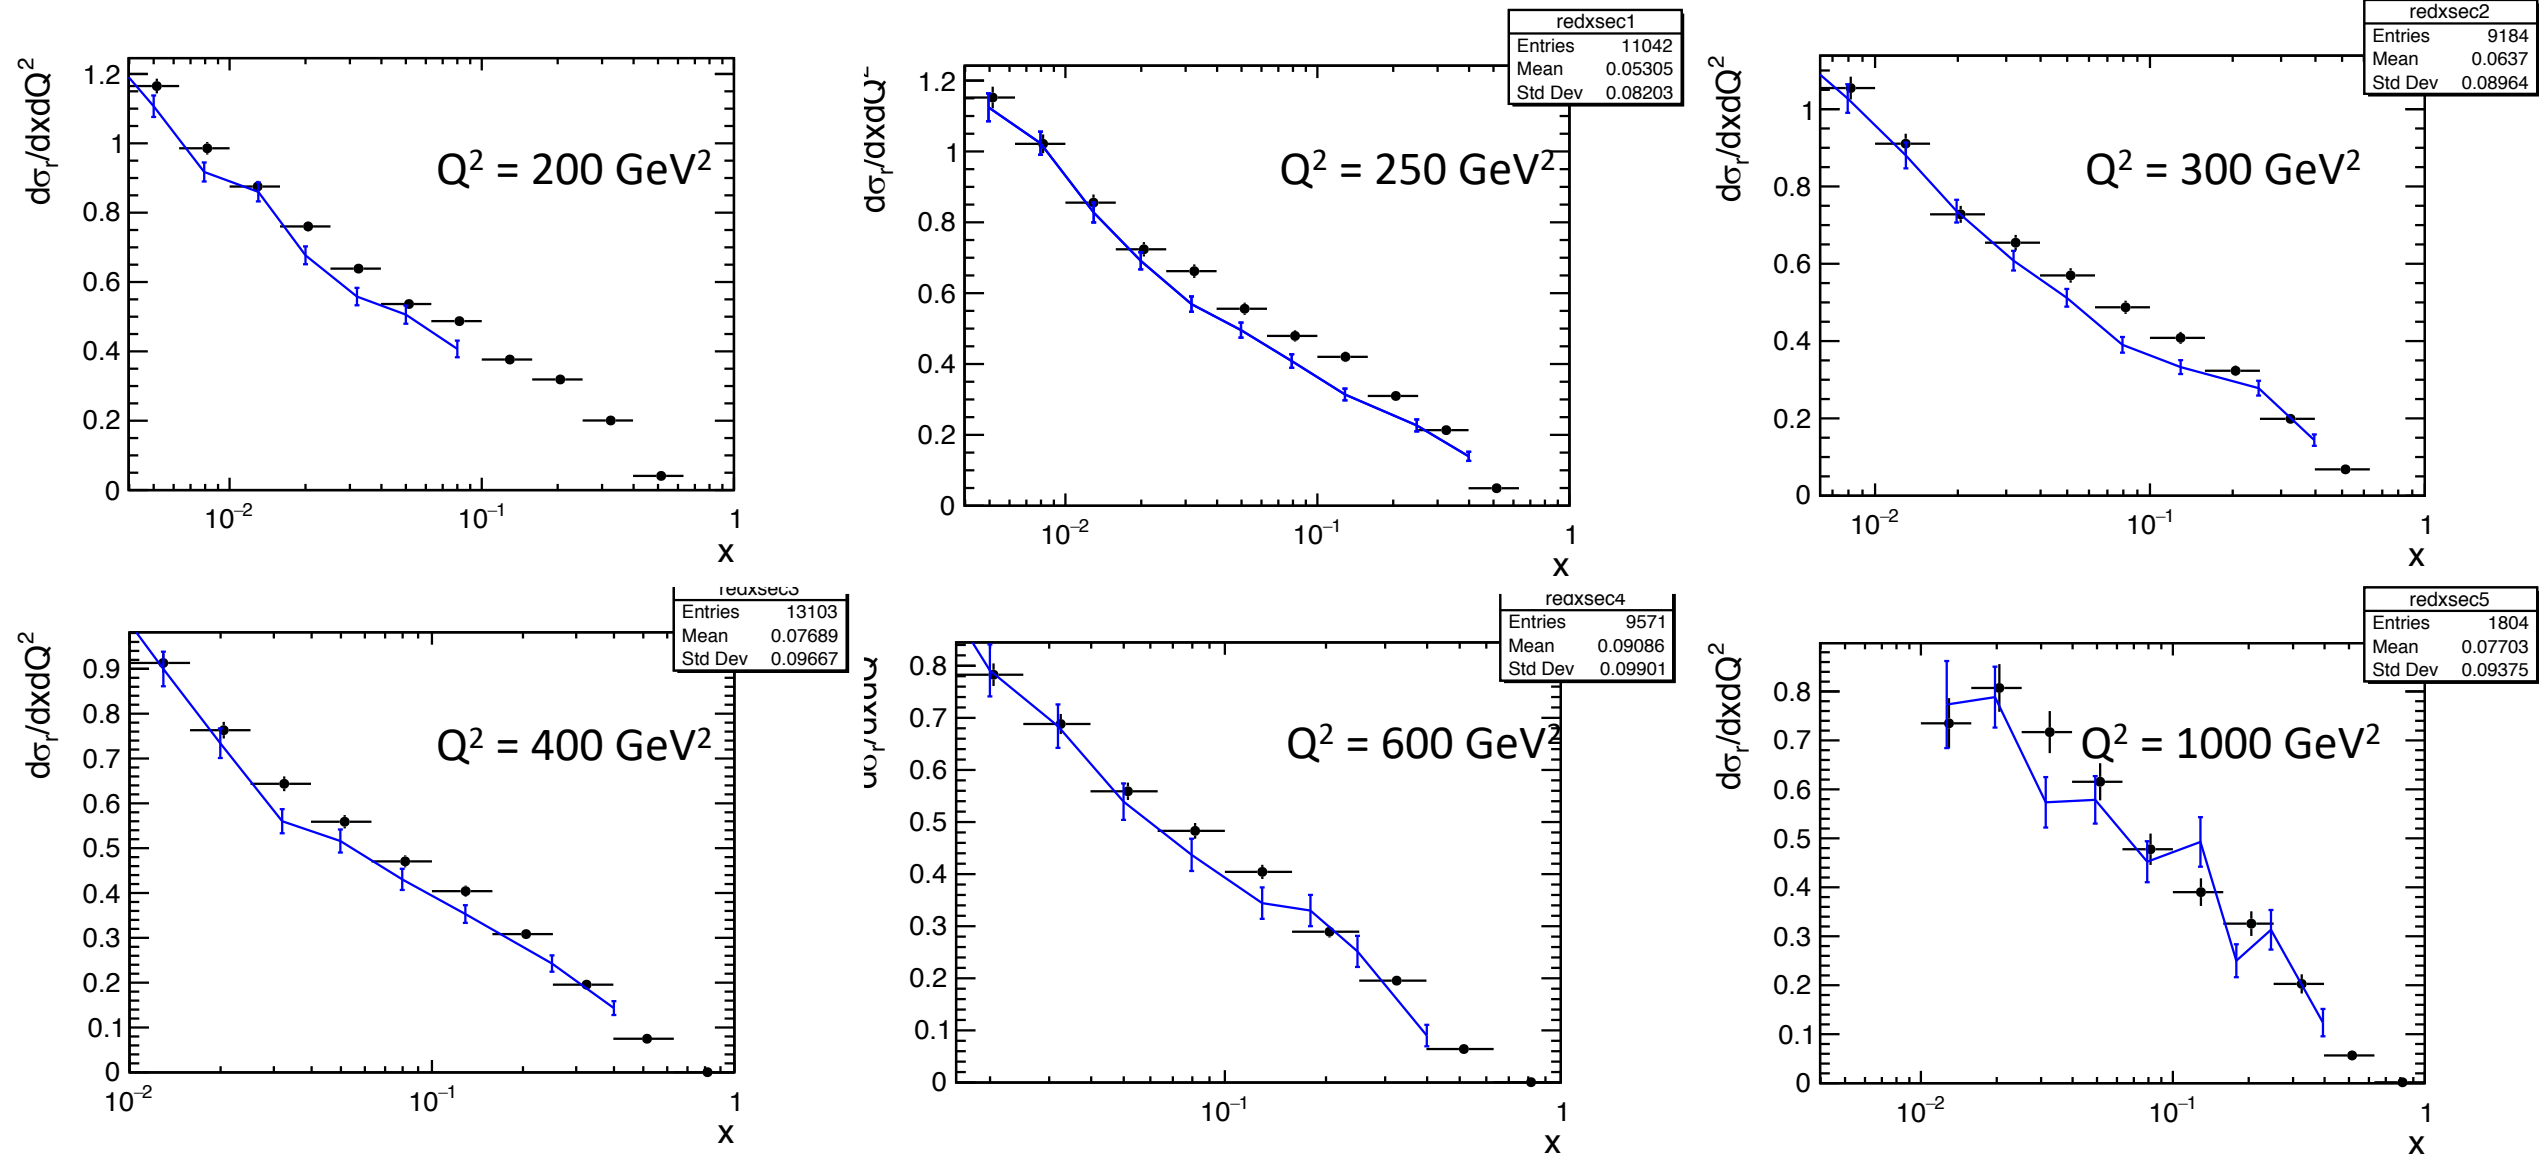 dσr/dxdQ²
1.2
1
0.8
0.6
0.4
0.2
0
Q² = 200 GeV²
10⁻²
10⁻¹
1
x
redxsec1
Entries 11042
Mean 0.05305
Std Dev 0.08203
dσr/dxdQ²
1.2
1
0.8
0.6
0.4
0.2
0
Q² = 250 GeV²
10⁻²
10⁻¹
1
x
redxsec2
Entries 9184
Mean 0.0637
Std Dev 0.08964
dσr/dxdQ²
1
0.8
0.6
0.4
0.2
0
Q² = 300 GeV²
10⁻²
10⁻¹
1
x
redxsec3
Entries 13103
Mean 0.07689
Std Dev 0.09667
dσr/dxdQ²
0.9
0.8
0.7
0.6
0.5
0.4
0.3
0.2
0.1
0
Q² = 400 GeV²
10⁻²
10⁻¹
1
x
redxsec4
Entries 9571
Mean 0.09086
Std Dev 0.09901
dσr/dxdQ
0.8
0.7
0.6
0.5
0.4
0.3
0.2
0.1
0
Q² = 600 GeV²
10⁻¹
1
x
redxsec5
Entries 1804
Mean 0.07703
Std Dev 0.09375
dσr/dxdQ²
0.8
0.7
0.6
0.5
0.4
0.3
0.2
0.1
0
Q² = 1000 GeV²
10⁻²
10⁻¹
1
x